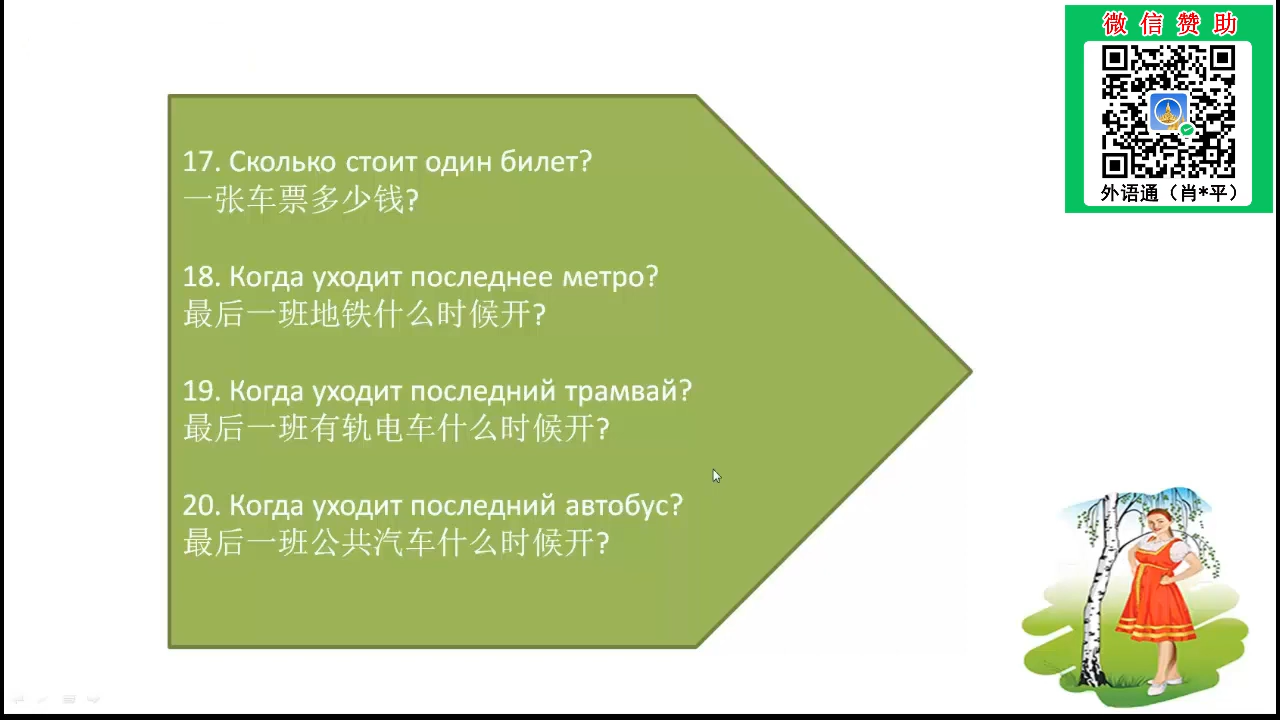 微信赞助
外语通（肖*平）
17. Сколько стоит один билет?
一张车票多少钱?
18. Когда уходит последнее метро?
最后一班地铁什么时候开?
19. Когда уходит последний трамвай?
最后一班有轨电车什么时候开?
20. Когда уходит последний автобус?
最后一班公共汽车什么时候开?